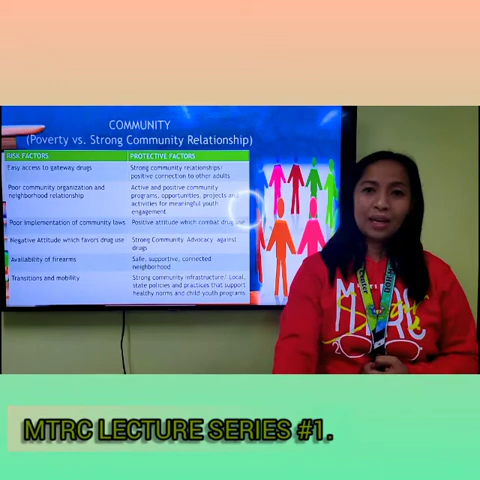 COMMUNITY
(Poverty vs. Strong Community Relationship)
RISK FACTORS PROTECTIVE FACTORS
Easy access to gateway drugs Strong community relationships/
positive connection to other adults
Poor community organization and Active and positive community
neighborhood relationship programs, opportunities, projects and
activities for meaningful youth
engagement
Poor implementation of community laws Positive attitude which combat drug use
Negative Attitude which favors drug use Strong Community Advocacy against
drugs
Availability of firearms Safe, supportive, connected
neighborhood
Transitions and mobility Strong community infrastructure/ Local,
state policies and practices that support
healthy norms and child-youth programs
MTRC LECTURE SERIES #1.